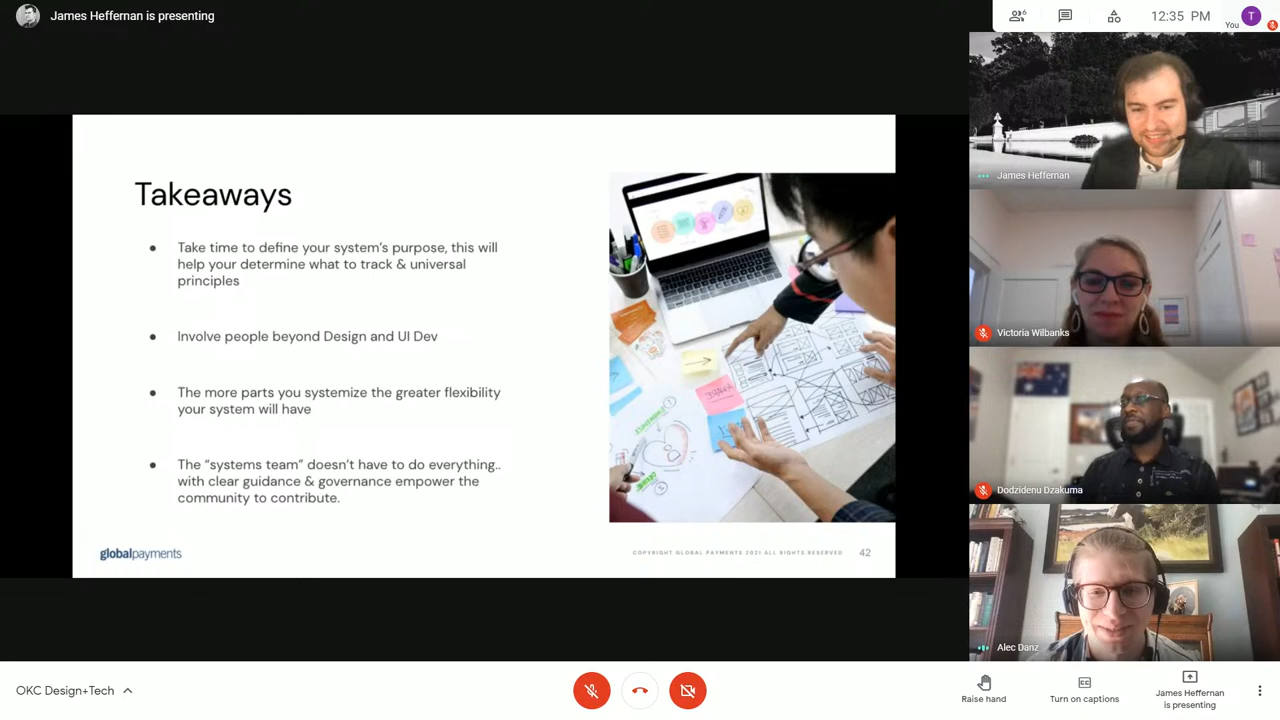 James Heffernan is presenting
6
12:35 PM
You
T
Takeaways
Take time to define your system's purpose, this will
help your determine what to track & universal
principles
Involve people beyond Design and UI Dev
The more parts you systemize the greater flexibility
your system will have
The "systems team" doesn't have to do everything..
with clear guidance & governance empower the
community to contribute.
globalpayments
COPYRIGHT GLOBAL PAYMENTS 2021 ALL RIGHTS RESERVED
42
James Heffernan
Victoria Wilbanks
Dodzidenu Dzakuma
Alec Danz
OKC Design+Tech
Raise hand
CC
Turn on captions
James Heffernan
is presenting